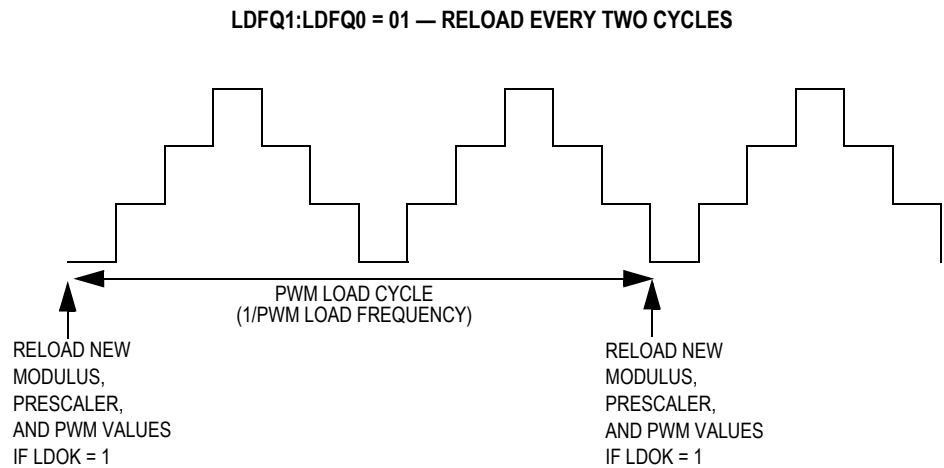 LDFQ1:LDFQ0 = 01 — RELOAD EVERY TWO CYCLES
PWM LOAD CYCLE
(1/PWM LOAD FREQUENCY)
RELOAD NEW
MODULUS,
PRESCALER,
AND PWM VALUES
IF LDOK = 1
RELOAD NEW
MODULUS,
PRESCALER,
AND PWM VALUES
IF LDOK = 1